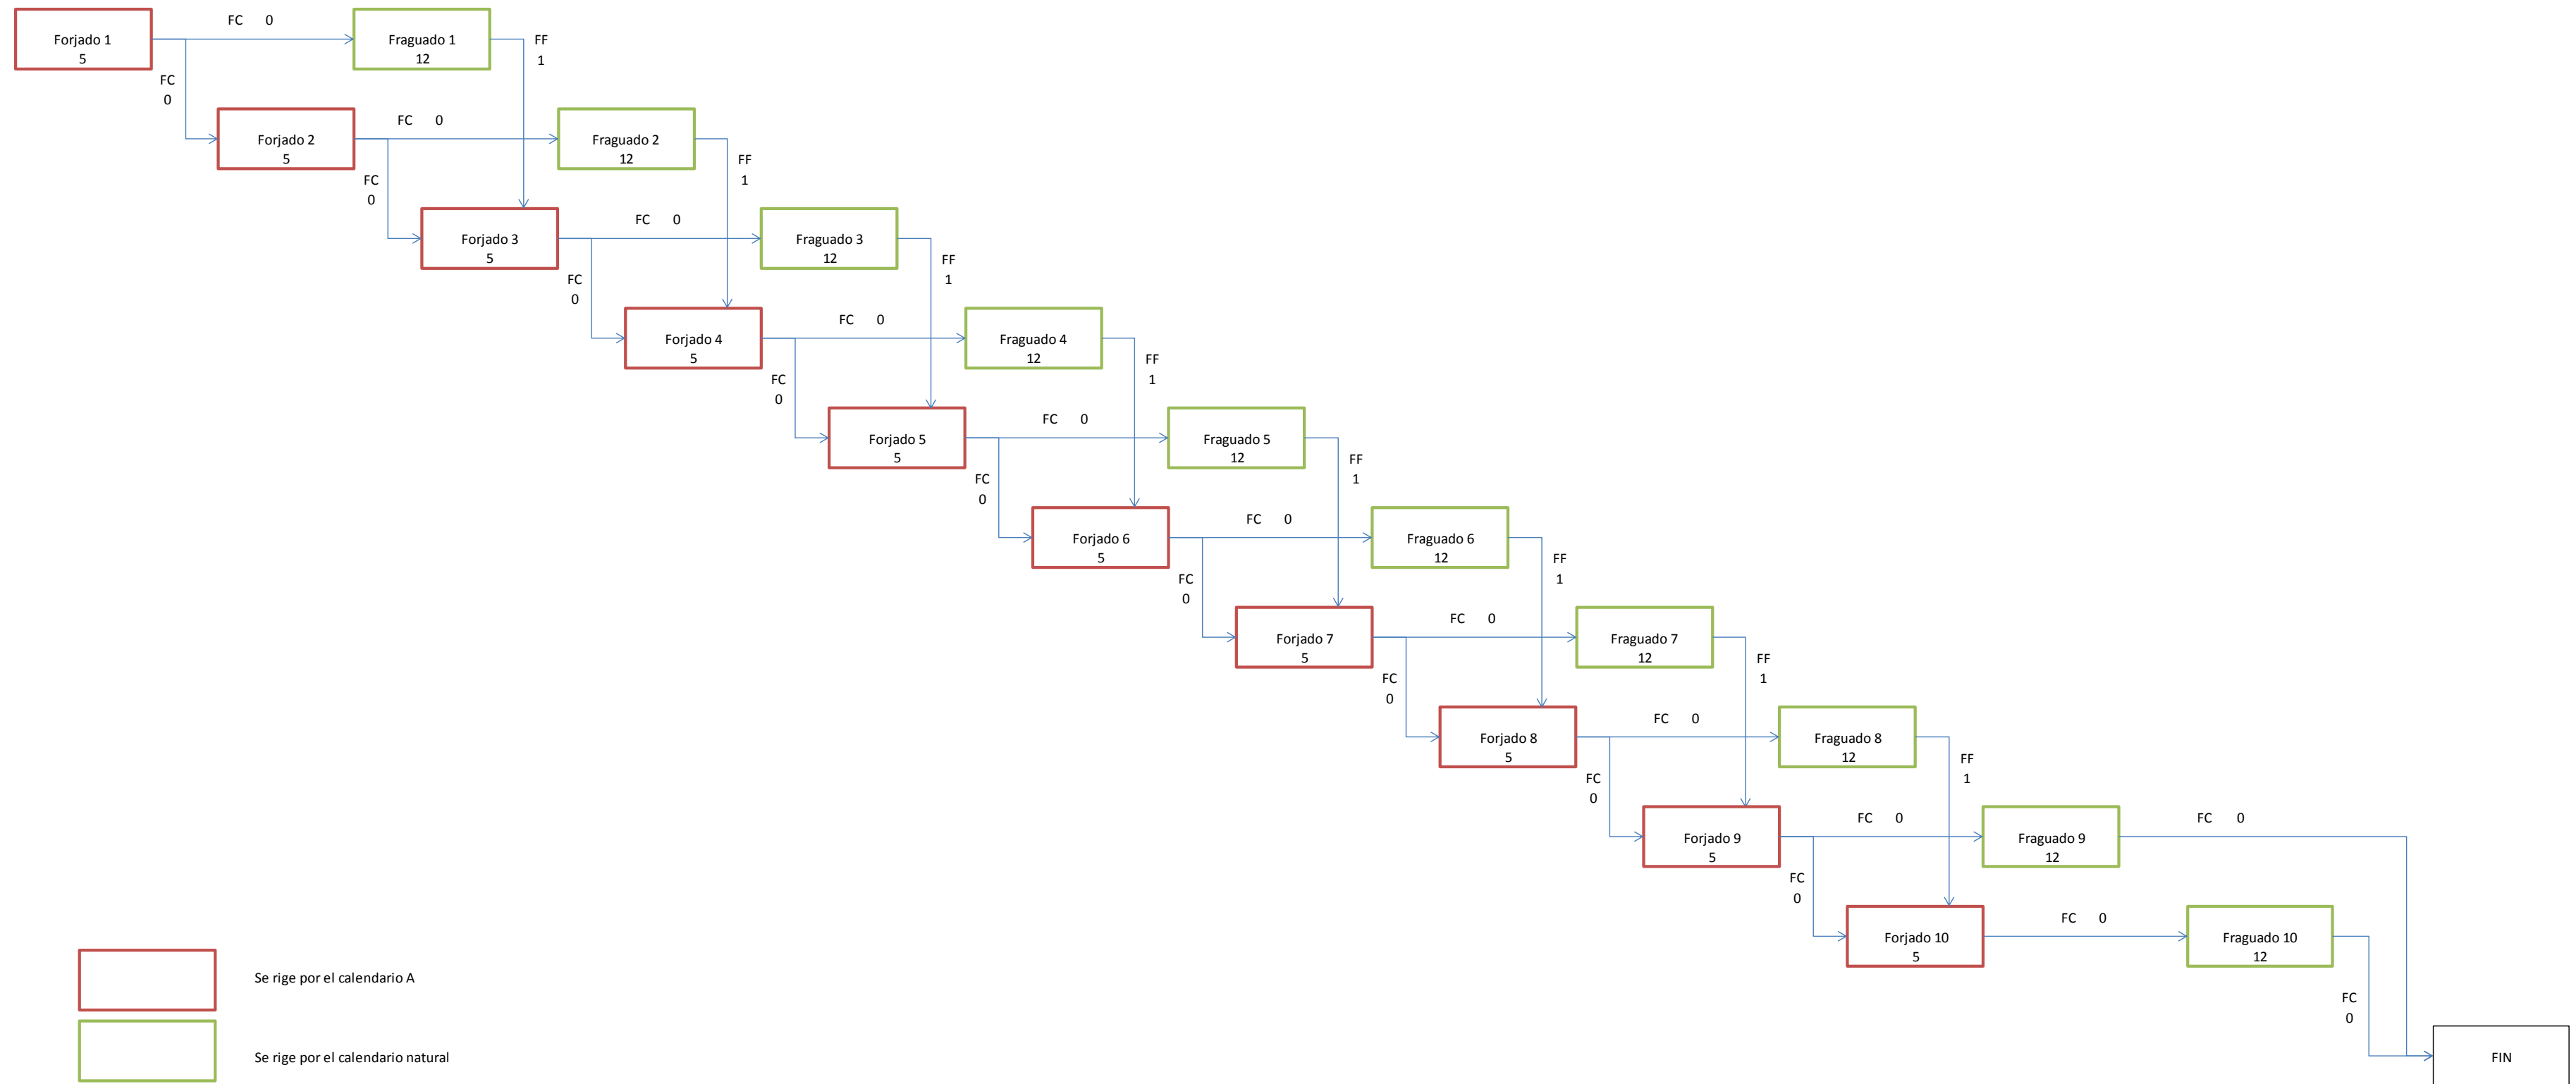 FC 0
Forjado 1
5
Fraguado 1
12
FF
1
FC
0
FC 0
Forjado 2
5
Fraguado 2
12
FF
1
FC
0
FC 0
Forjado 3
5
Fraguado 3
12
FF
1
FC
0
FC 0
Forjado 4
5
Fraguado 4
12
FF
1
FC
0
FC 0
Forjado 5
5
Fraguado 5
12
FF
1
FC
0
FC 0
Forjado 6
5
Fraguado 6
12
FF
1
FC
0
FC 0
Forjado 7
5
Fraguado 7
12
FF
1
FC
0
FC 0
Forjado 8
5
Fraguado 8
12
FF
1
FC
0
FC 0
Forjado 9
5
Fraguado 9
12
FC 0
FC
0
FC 0
Forjado 10
5
Fraguado 10
12
FC
0
Se rige por el calendario A
Se rige por el calendario natural
FIN